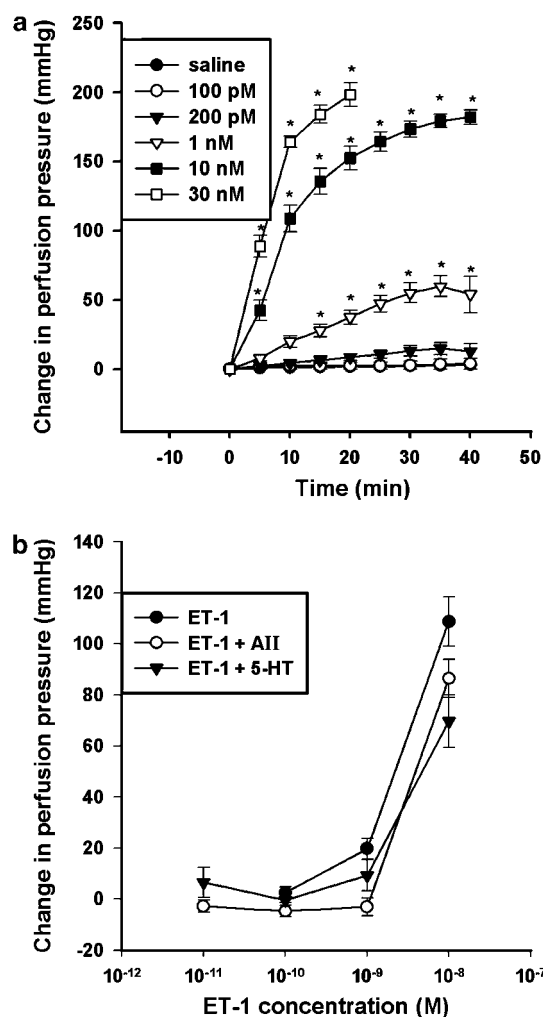 a
Change in perfusion pressure (mmHg)
250
200
150
100
50
0
saline
100 pM
200 pM
1 nM
10 nM
30 nM
* * * *
* * * * * * * *
* * * * * *
-10 0 10 20 30 40 50
Time (min)
b
Change in perfusion pressure (mmHg)
140
120
100
80
60
40
20
0
-20
ET-1
ET-1 + AII
ET-1 + 5-HT
10⁻¹² 10⁻¹¹ 10⁻¹⁰ 10⁻⁹ 10⁻⁸ 10⁻⁷
ET-1 concentration (M)